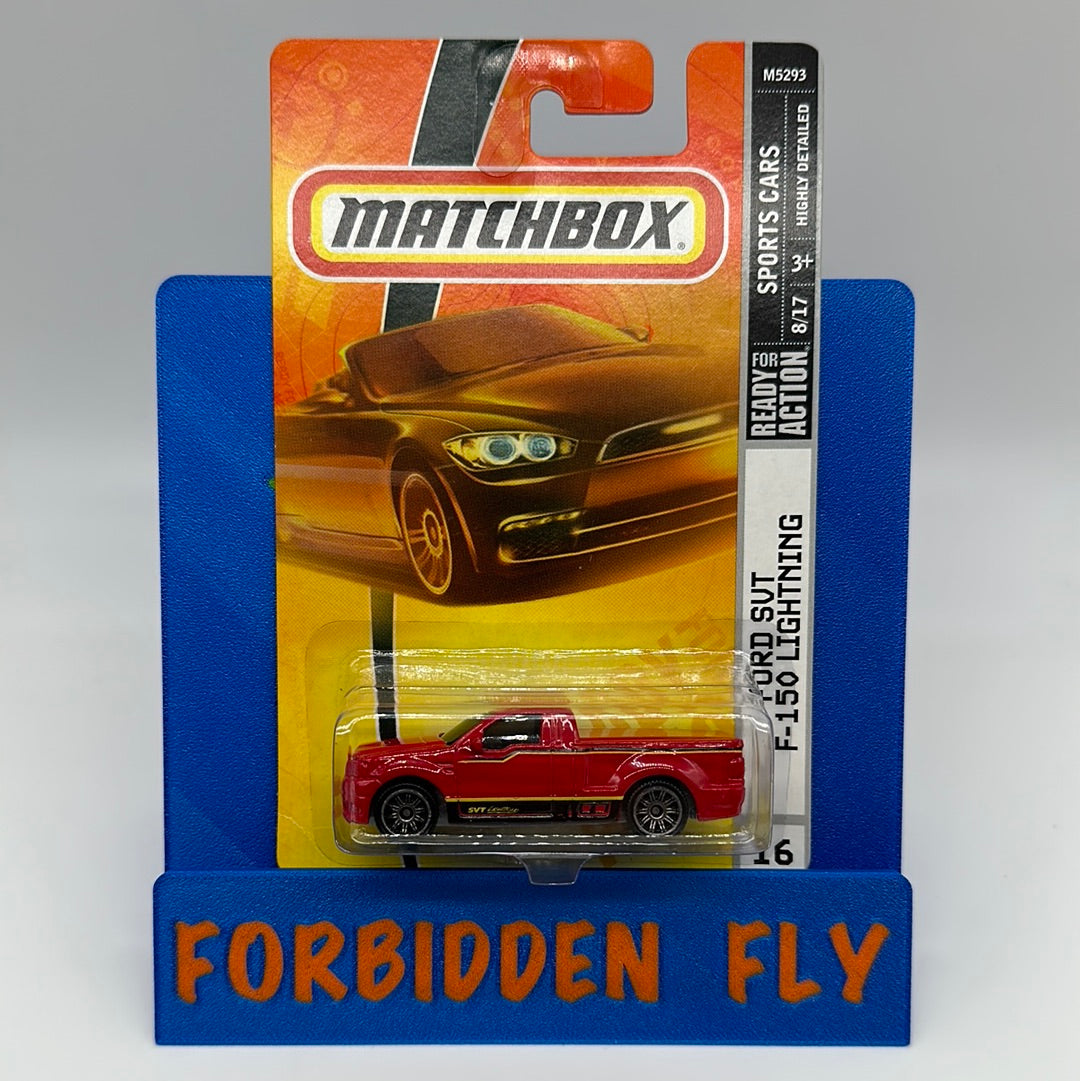 M5293
SPORTS CARS
HIGHLY DETAILED
8/17 3+
READY FOR ACTION®
MATCHBOX®
FORD SVT
F-150 LIGHTNING
SVT
16
FORBIDDEN FLY